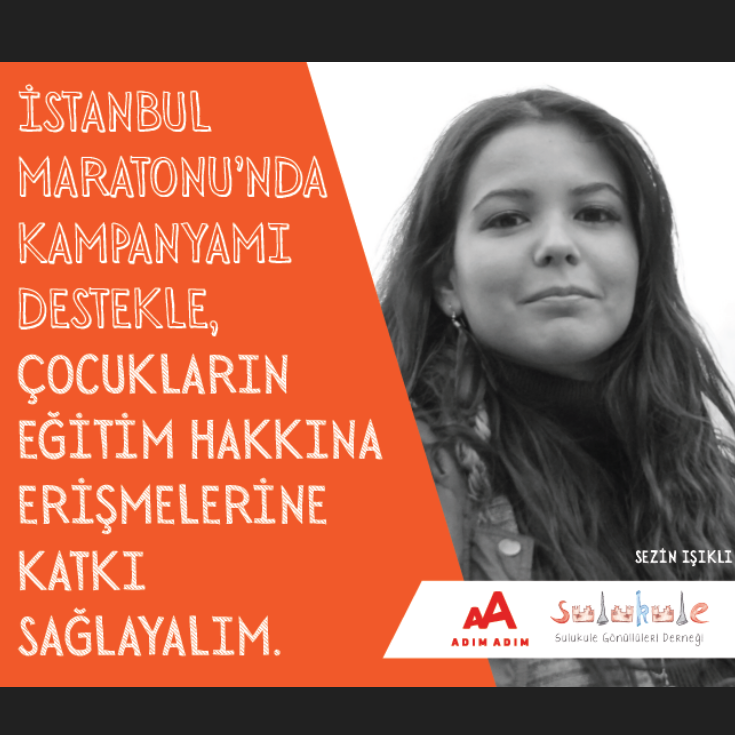 İSTANBUL
MARATONU'NDA
KAMPANYAMI
DESTEKLE,
ÇOCUKLARIN
EĞİTİM HAKKINA
ERİŞMELERİNE
KATKI
SAĞLAYALIM.
SEZİN IŞIKLI
AA
ADIM ADIM
sulukule
Sulukule Gönüllüleri Derneği